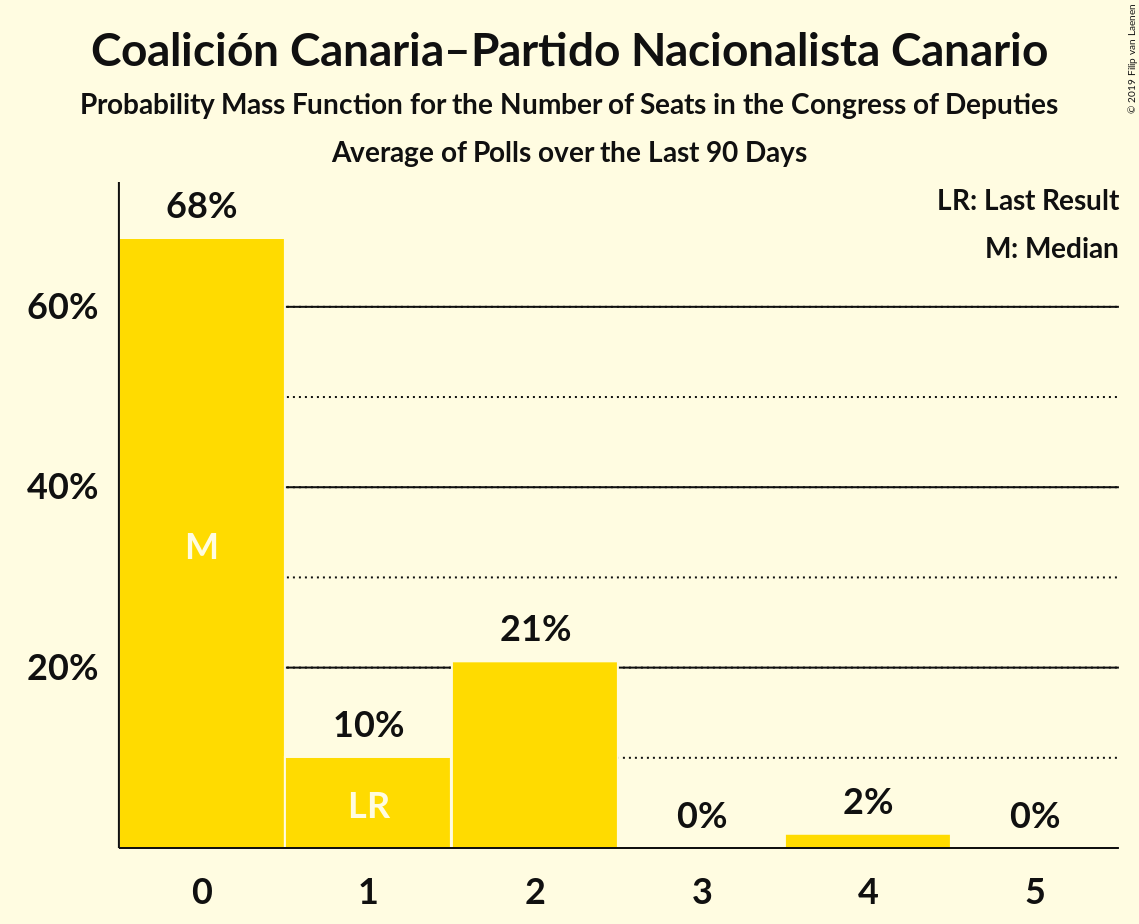 Coalición Canaria–Partido Nacionalista Canario
Probability Mass Function for the Number of Seats in the Congress of Deputies
Average of Polls over the Last 90 Days
© 2019 Filip van Laenen
LR: Last Result
M: Median
68%
60%
40%
20%
M
21%
10%
LR
0%
2%
0%
0 1 2 3 4 5